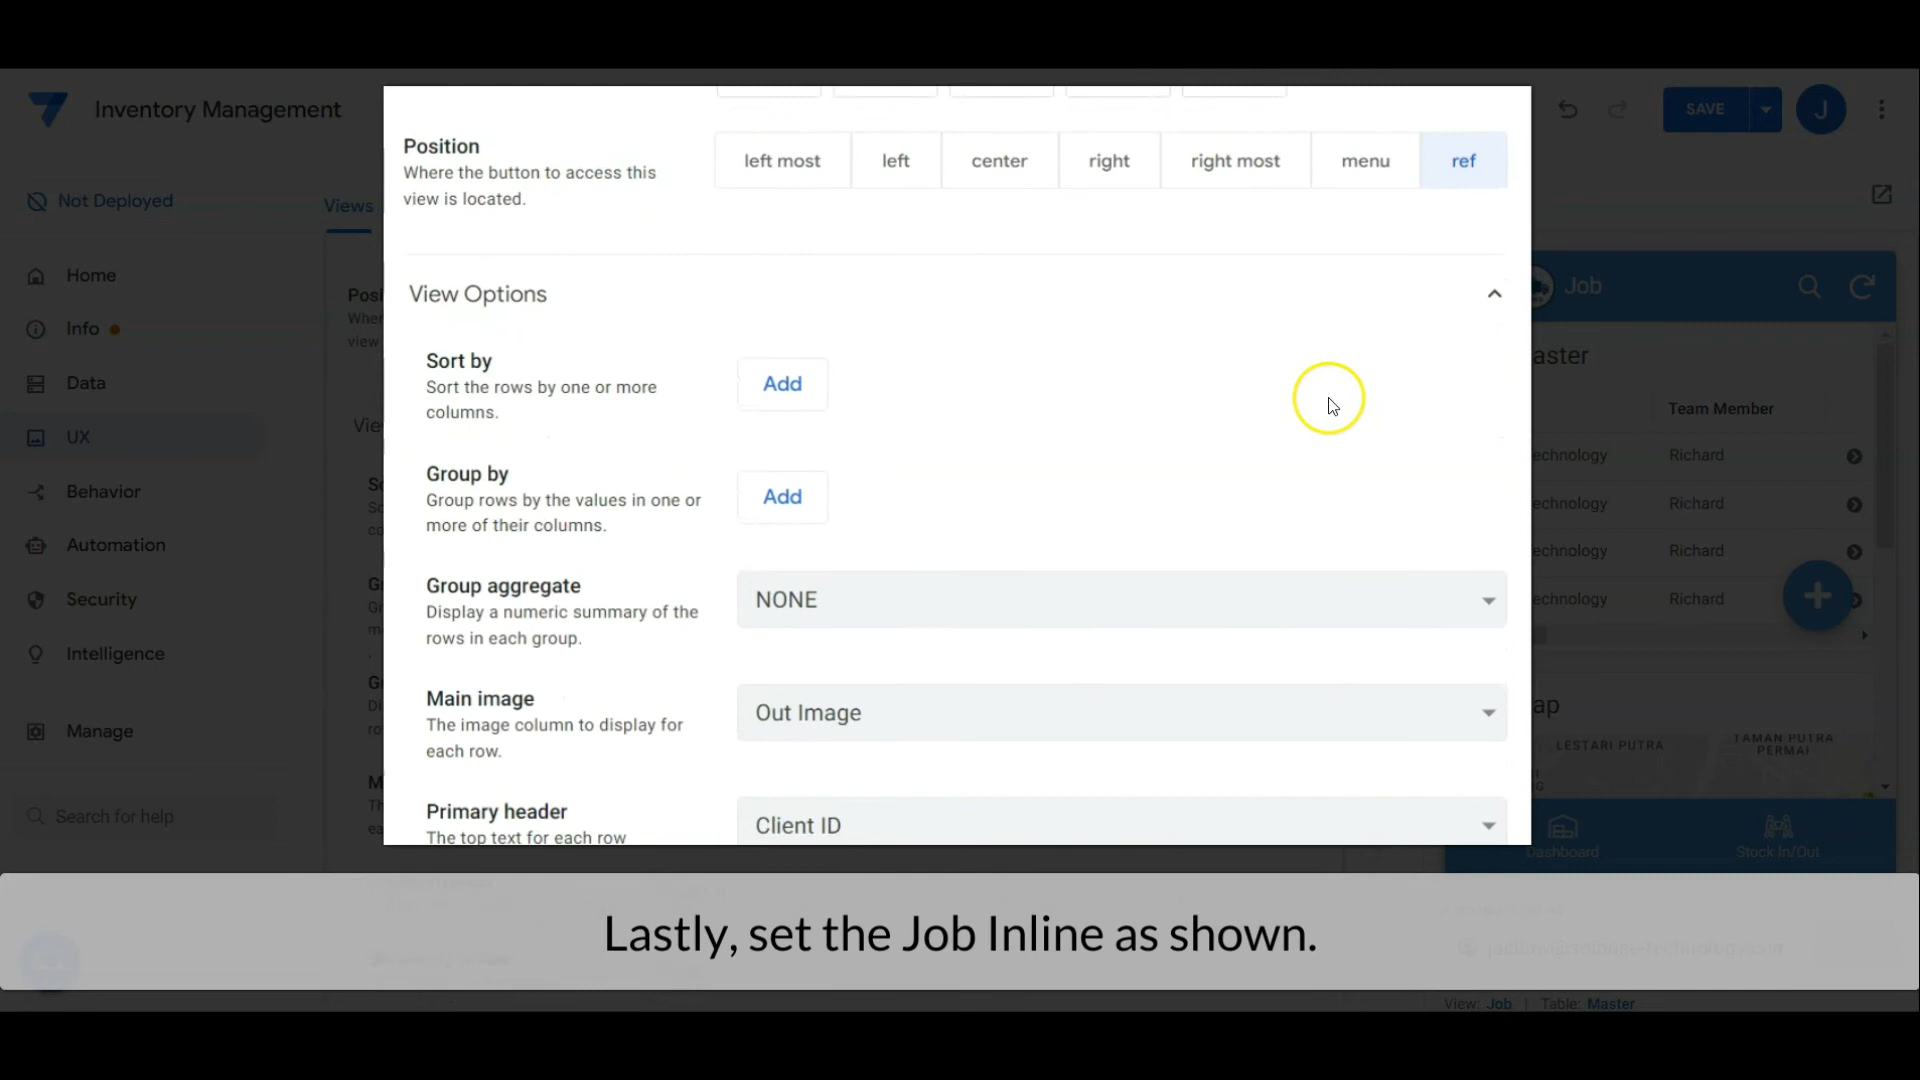 Inventory Management
SAVE
J
Not Deployed
Views
Home
Info
Data
UX
Behavior
Automation
Security
Intelligence
Manage
Search for help
Position
Where the button to access this
view is located.
left most
left
center
right
right most
menu
ref
View Options
Sort by
Sort the rows by one or more
columns.
Add
Group by
Group rows by the values in one or
more of their columns.
Add
Group aggregate
Display a numeric summary of the
rows in each group.
NONE
Main image
The image column to display for
each row.
Out Image
Primary header
The top text for each row
Client ID
Job
aster
Team Member
echnology Richard
echnology Richard
echnology Richard
echnology Richard
ap
LESTARI PUTRA
TAMAN PUTRA
PERMAI
Dashboard
Stock In/Out
Lastly, set the Job Inline as shown.
View: Job | Table: Master